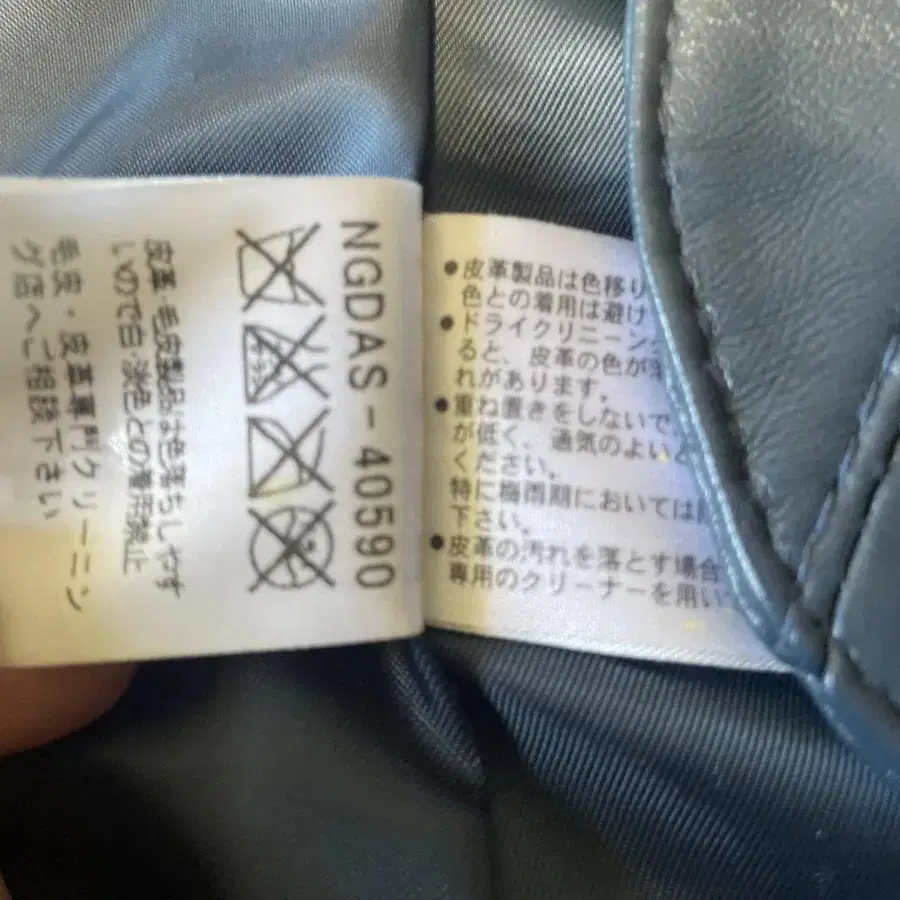 NGDAS-40590
皮革・毛皮製品は色落ちしやす
いので白・淡色との着用禁止
毛皮・皮革専門クリーニン
グ店へご相談下さい
●皮革製品は色移り
色との着用は避け
●ドライクリニーン
ると、皮革の色が
れがあります。
●重ね置きをしないで
が低く、通気のよいと
ください。
特に梅雨期においては
下さい。
●皮革の汚れを落とす場合
専用のクリーナーを用い